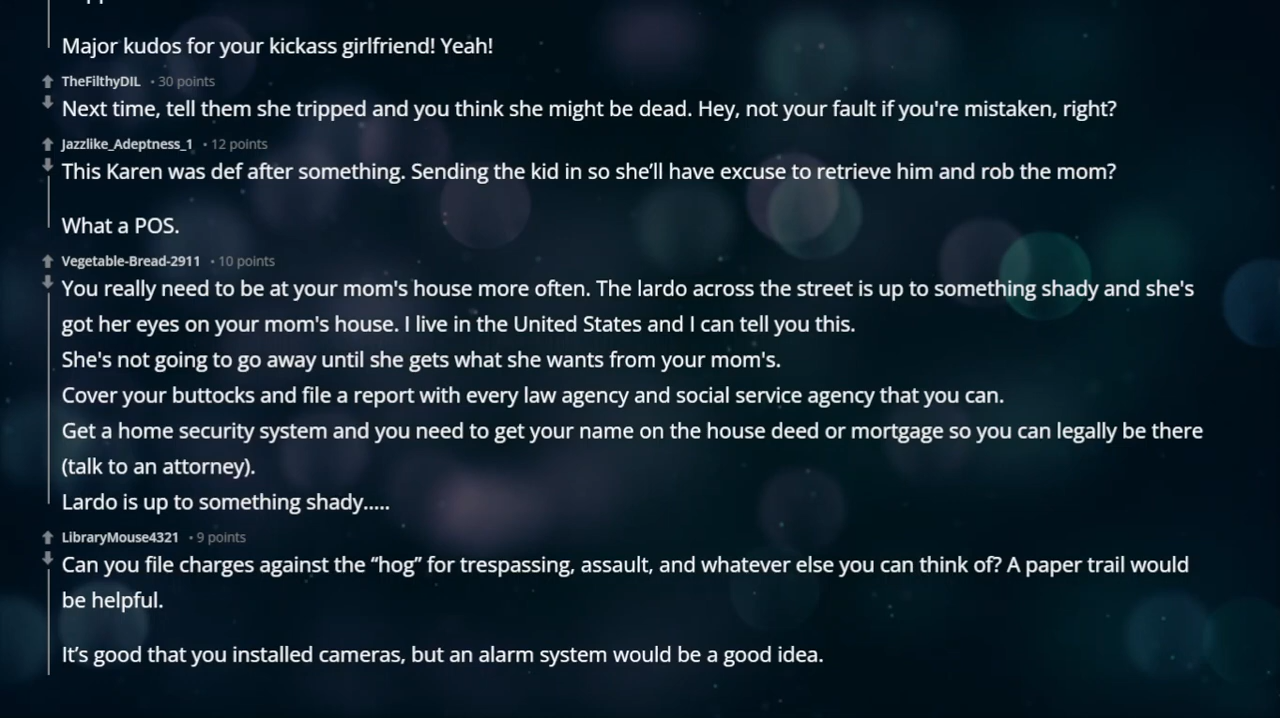 Major kudos for your kickass girlfriend! Yeah!
TheFilthyDIL • 30 points
Next time, tell them she tripped and you think she might be dead. Hey, not your fault if you're mistaken, right?
Jazzlike_Adeptness_1 • 12 points
This Karen was def after something. Sending the kid in so she’ll have excuse to retrieve him and rob the mom?
What a POS.
Vegetable-Bread-2911 • 10 points
You really need to be at your mom's house more often. The lardo across the street is up to something shady and she's
got her eyes on your mom's house. I live in the United States and I can tell you this.
She's not going to go away until she gets what she wants from your mom's.
Cover your buttocks and file a report with every law agency and social service agency that you can.
Get a home security system and you need to get your name on the house deed or mortgage so you can legally be there
(talk to an attorney).
Lardo is up to something shady.....
LibraryMouse4321 • 9 points
Can you file charges against the “hog” for trespassing, assault, and whatever else you can think of? A paper trail would
be helpful.
It’s good that you installed cameras, but an alarm system would be a good idea.